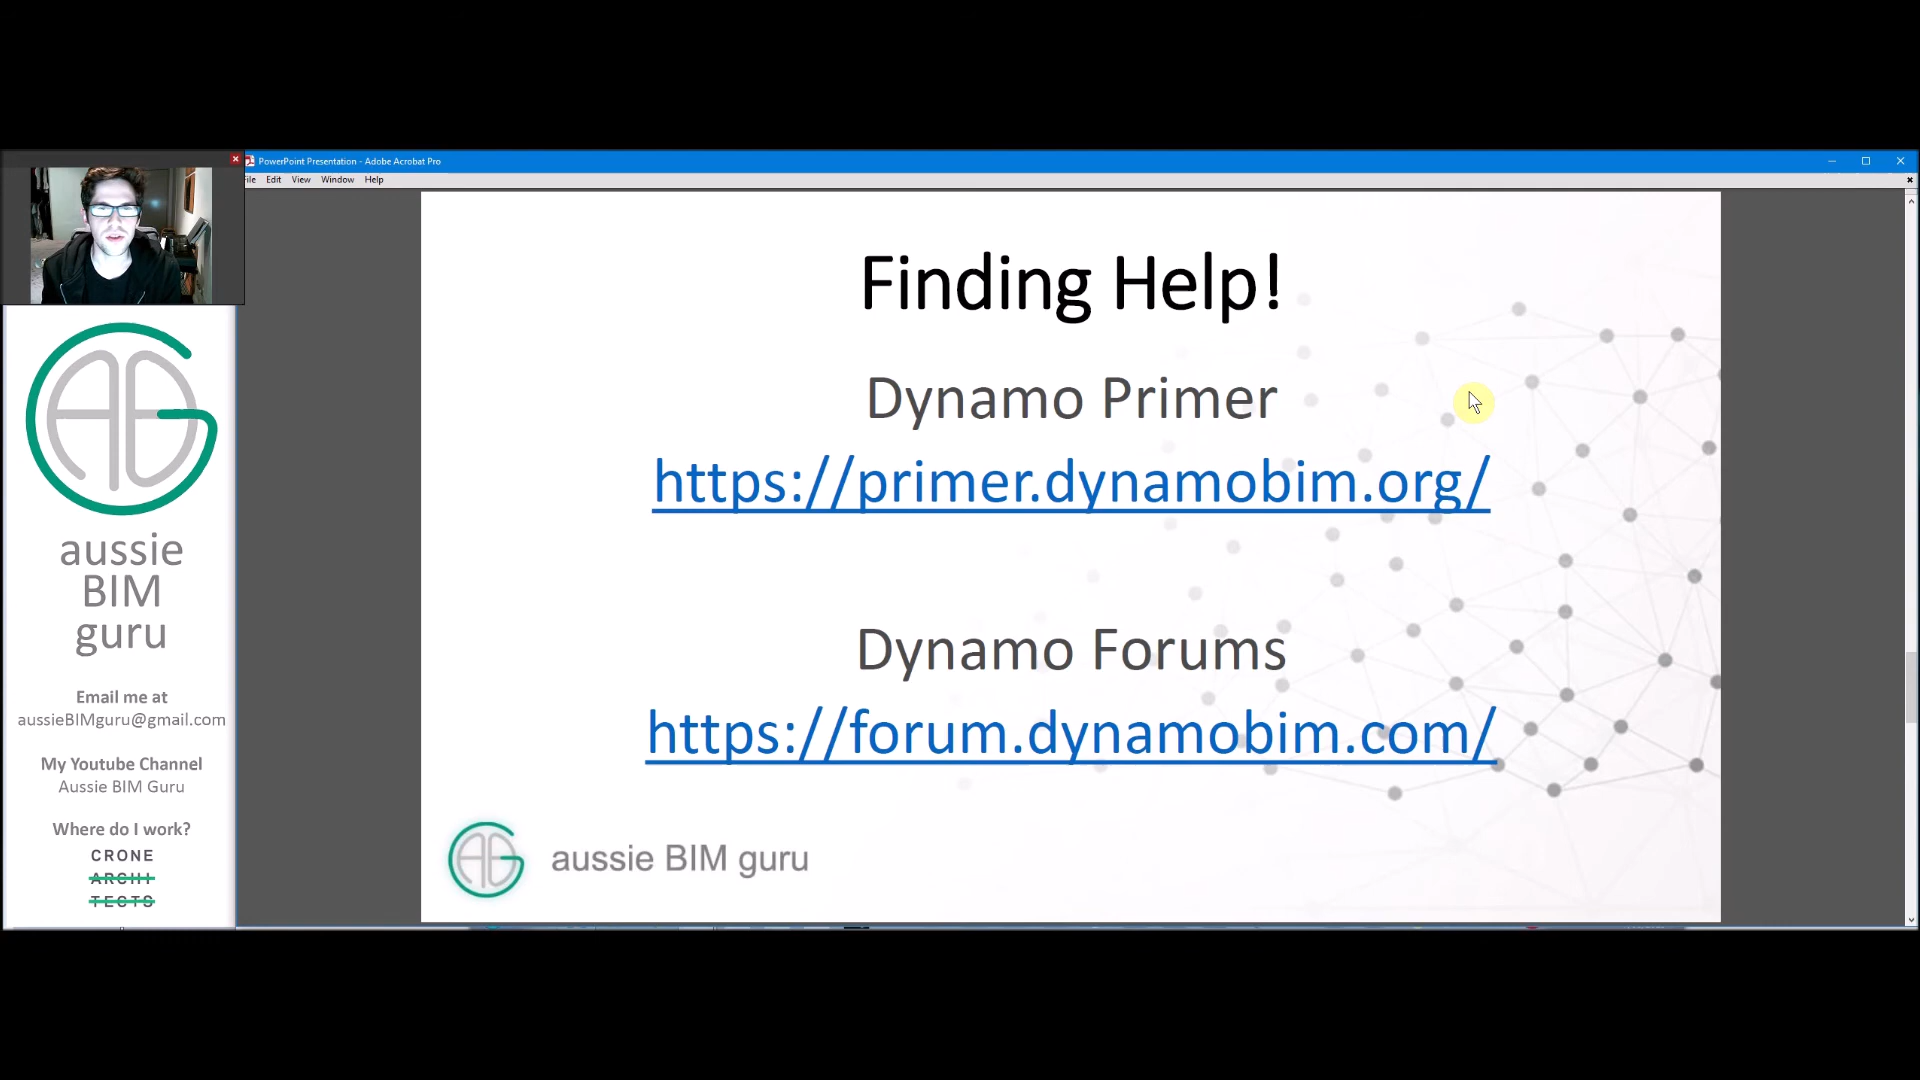 PowerPoint Presentation - Adobe Acrobat Pro
File Edit View Window Help
Finding Help!
Dynamo Primer
https://primer.dynamobim.org/
Dynamo Forums
https://forum.dynamobim.com/
aussie BIM guru
AG
aussie
BIM
guru
Email me at
aussieBIMguru@gmail.com
My Youtube Channel
Aussie BIM Guru
Where do I work?
CRONE
ARCHI
TECTS